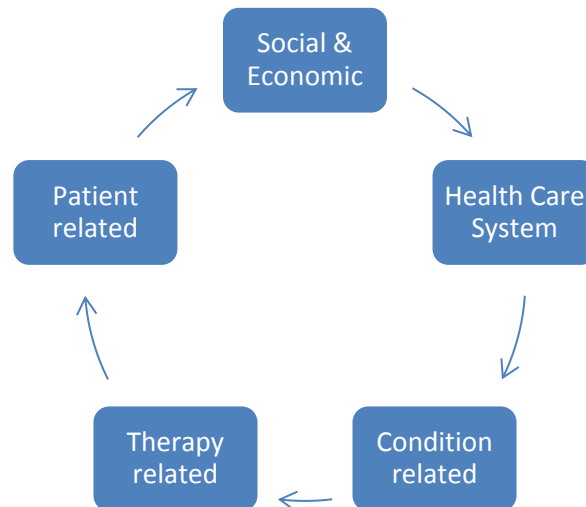 Social &
Economic
Health Care
System
Condition
related
Therapy
related
Patient
related